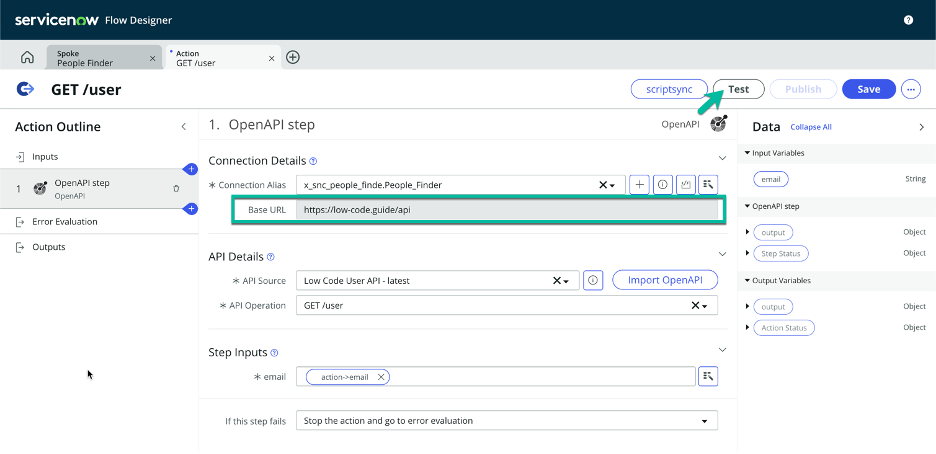 servicenow Flow Designer
Spoke
People Finder
Action
GET /user
GET /user
scriptsync
Test
Publish
Save
Action Outline
Inputs
1
OpenAPI step
OpenAPI
Error Evaluation
Outputs
1. OpenAPI step
OpenAPI
Connection Details
Connection Alias
x_snc_people_finde.People_Finder
Base URL
https://low-code.guide/api
API Details
API Source
Low Code User API - latest
Import OpenAPI
API Operation
GET /user
Step Inputs
email
action->email
If this step fails
Stop the action and go to error evaluation
Data
Collapse All
Input Variables
email
String
OpenAPI step
output
Object
Step Status
Object
Output Variables
output
Object
Action Status
Object